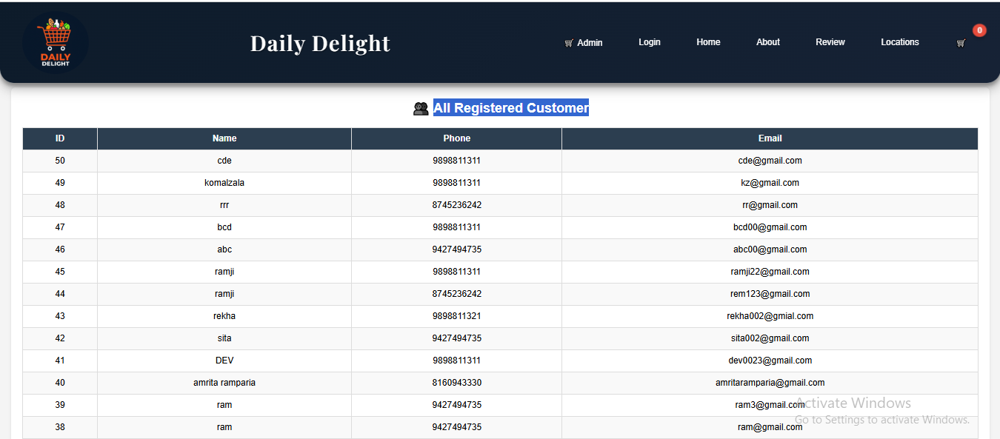 DAILY
DELIGHT
Daily Delight
Admin Login Home About Review Locations 0
All Registered Customer
ID Name Phone Email
50 cde 9898811311 cde@gmail.com
49 komalzala 9898811311 kz@gmail.com
48 rrr 8745236242 rr@gmail.com
47 bcd 9898811311 bcd00@gmail.com
46 abc 9427494735 abc00@gmail.com
45 ramji 9898811311 ramji22@gmail.com
44 ramji 8745236242 rem123@gmail.com
43 rekha 9898811321 rekha002@gmial.com
42 sita 9427494735 sita002@gmail.com
41 DEV 9898811311 dev0023@gmail.com
40 amrita ramparia 8160943330 amritaramparia@gmail.com
39 ram 9427494735 ram3@gmail.com
38 ram 9427494735 ram@gmail.com
Activate Windows
Go to Settings to activate Windows.